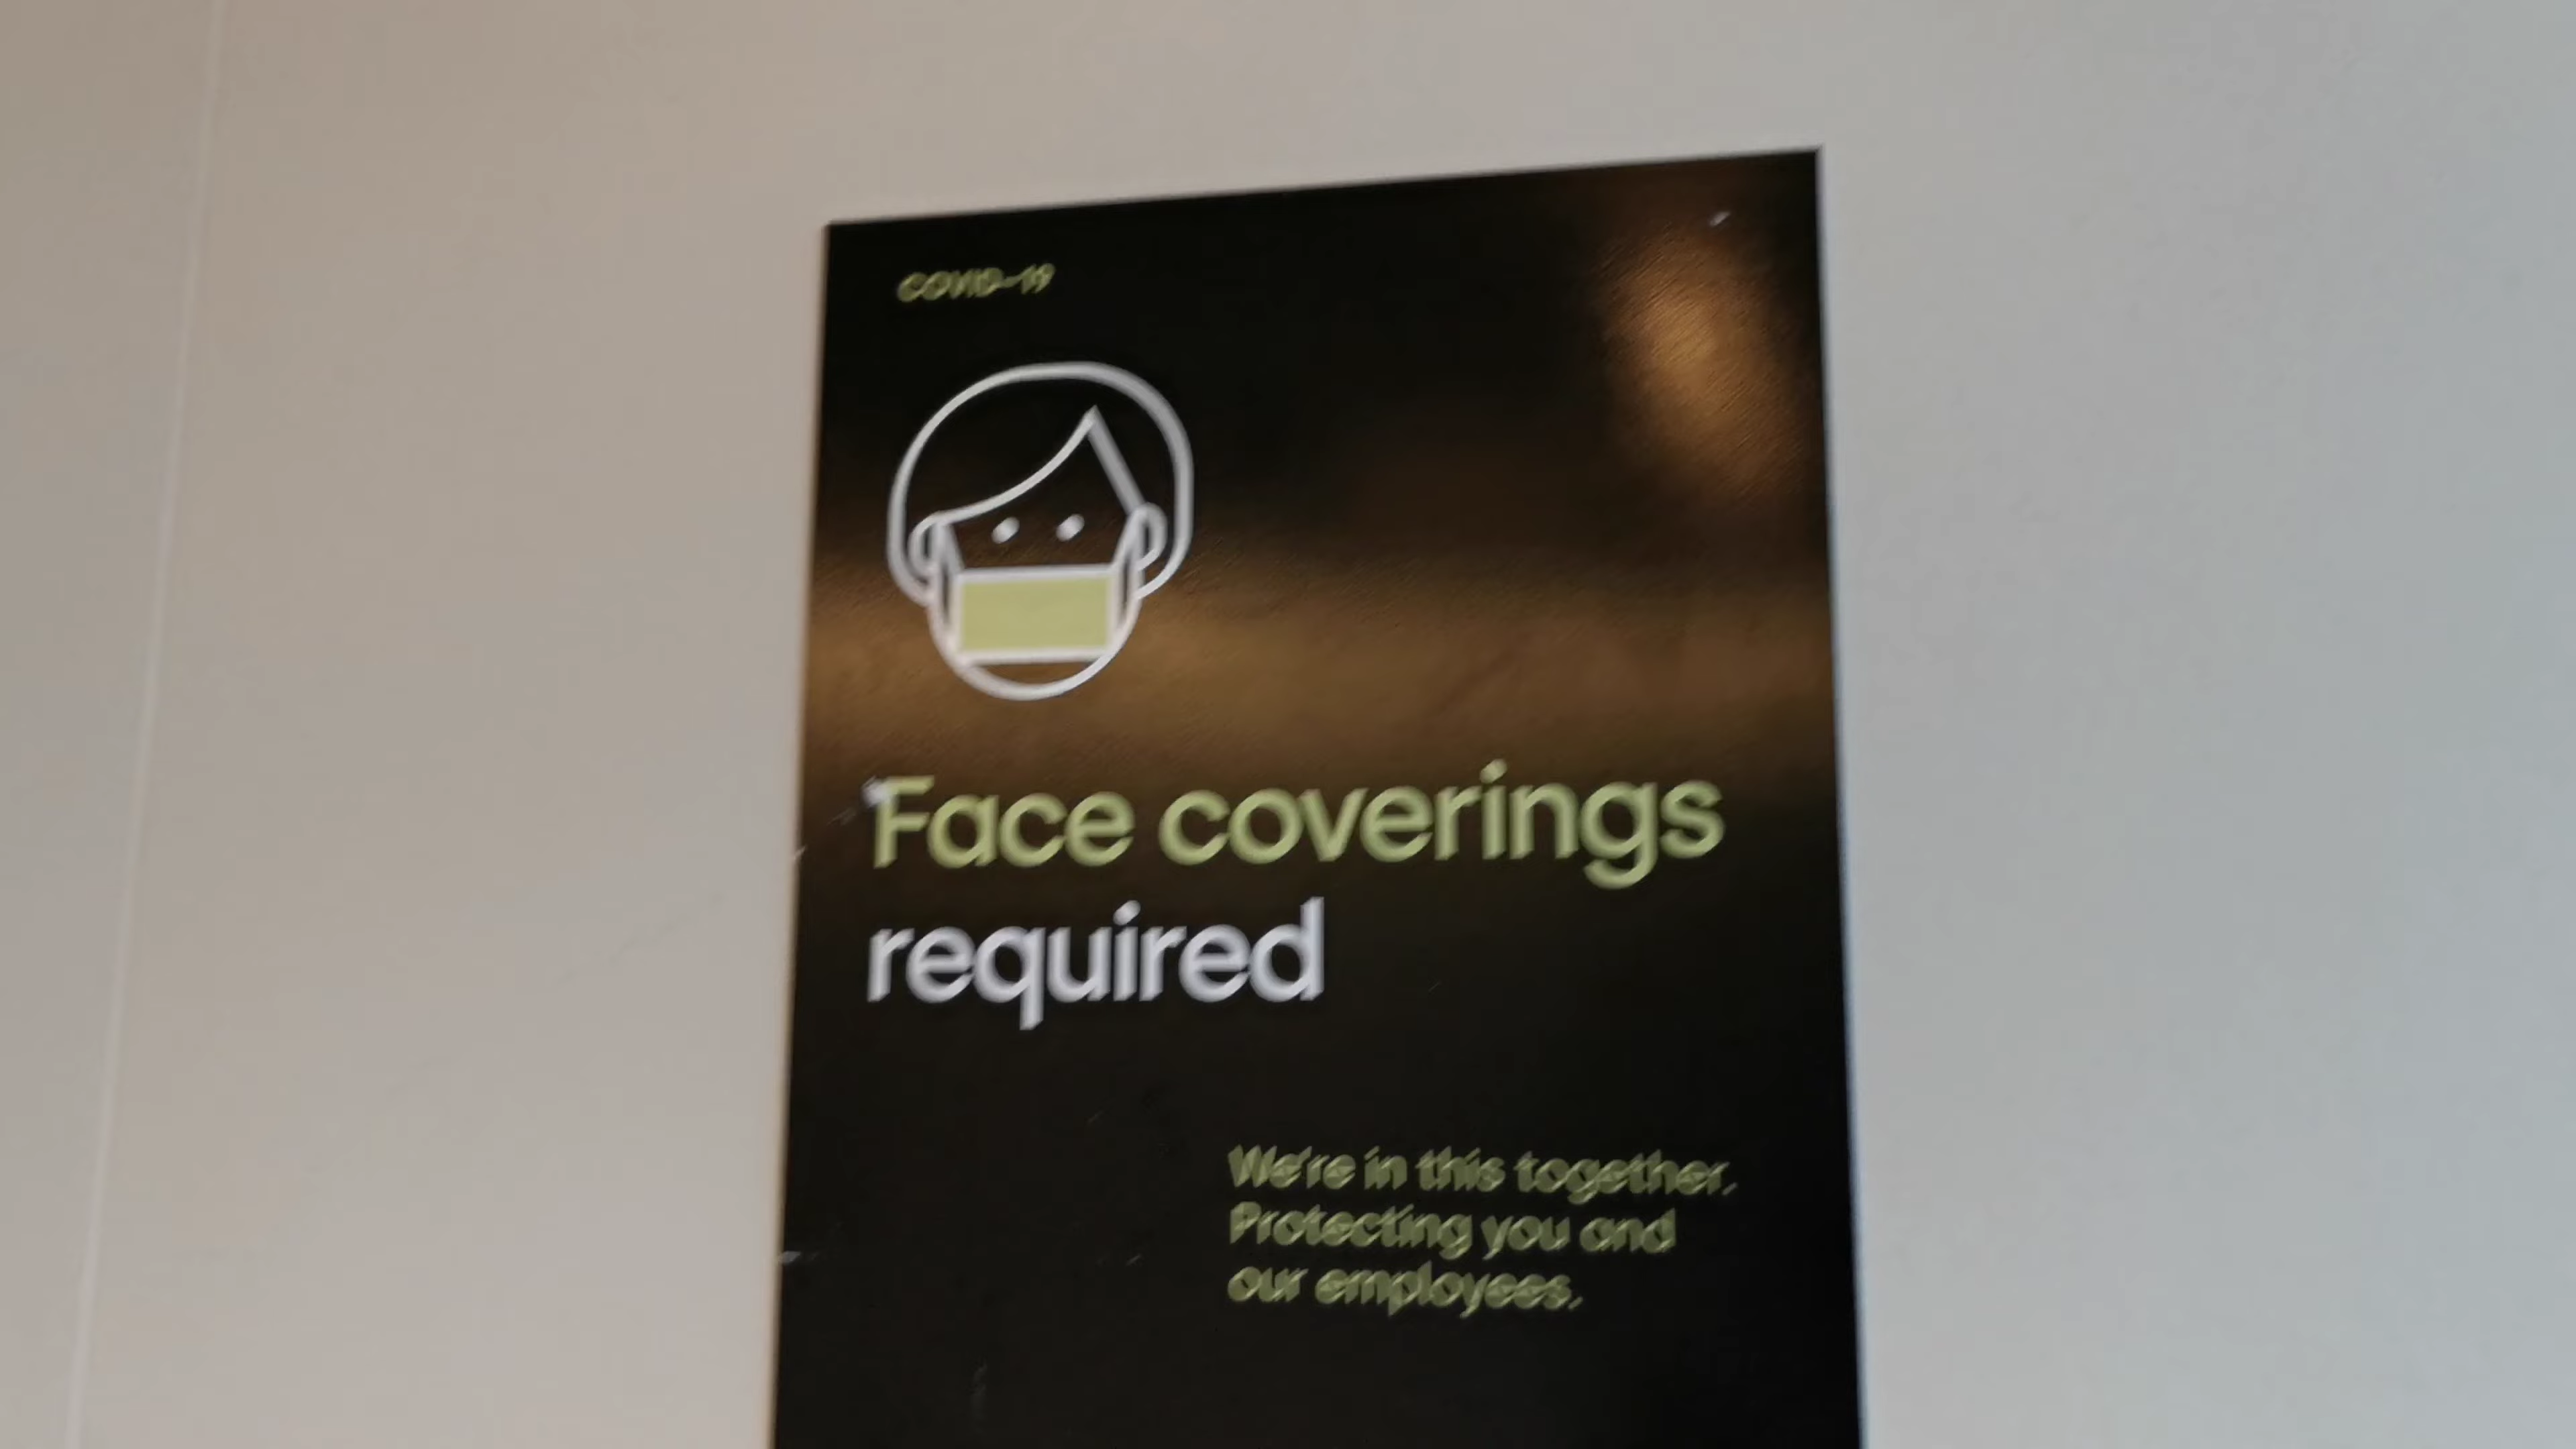 COVID-19
Face coverings
required
We're in this together.
Protecting you and
our employees.